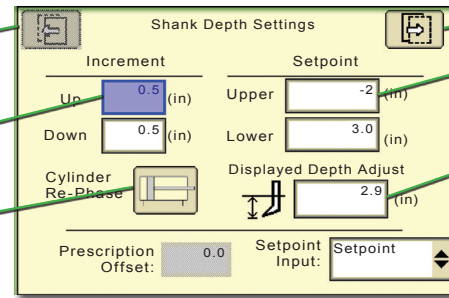 Shank Depth Settings
Increment
Setpoint
Up 0.5 (in)
Upper -2 (in)
Down 0.5 (in)
Lower 3.0 (in)
Cylinder
Re-Phase
Displayed Depth Adjust
2.9 (in)
Prescription
Offset: 0.0
Setpoint
Input: Setpoint